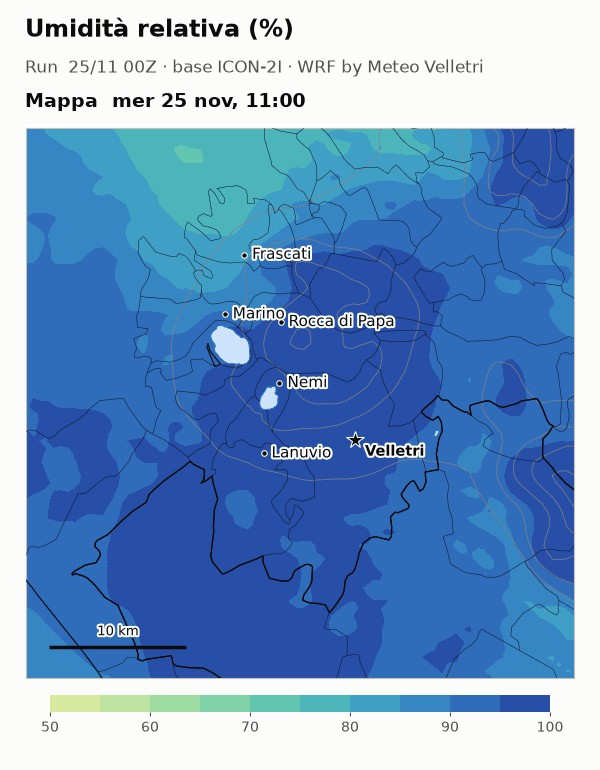 Umidità relativa (%)
Run  25/11 00Z · base ICON-2I · WRF by Meteo Velletri
Mappa  mer 25 nov, 11:00
Frascati
Marino
Rocca di Papa
Nemi
Velletri
Lanuvio
10 km
50 60 70 80 90 100